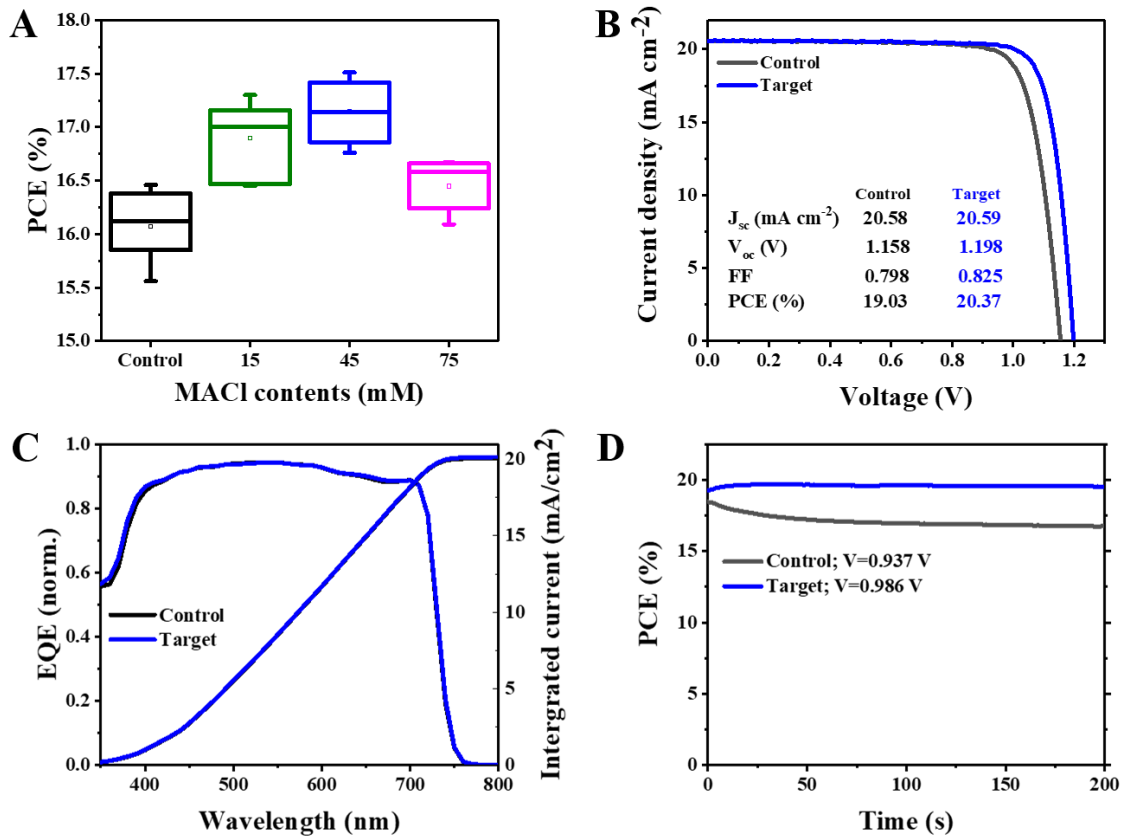 A
18.0
17.5
17.0
16.5
16.0
15.5
15.0
PCE (%)
Control 15 45 75
MACl contents (mM)
B
20
15
10
5
0
Current density (mA cm⁻²)
Control
Target
Control Target
J_sc (mA cm⁻²) 20.58 20.59
V_oc (V) 1.158 1.198
FF 0.798 0.825
PCE (%) 19.03 20.37
0.0 0.2 0.4 0.6 0.8 1.0 1.2
Voltage (V)
C
1.0
0.8
0.6
0.4
0.2
0.0
EQE (norm.)
Control
Target
20
15
10
5
0
Intergrated current (mA/cm²)
400 500 600 700 800
Wavelength (nm)
D
20
15
10
5
0
PCE (%)
Control; V=0.937 V
Target; V=0.986 V
0 50 100 150 200
Time (s)